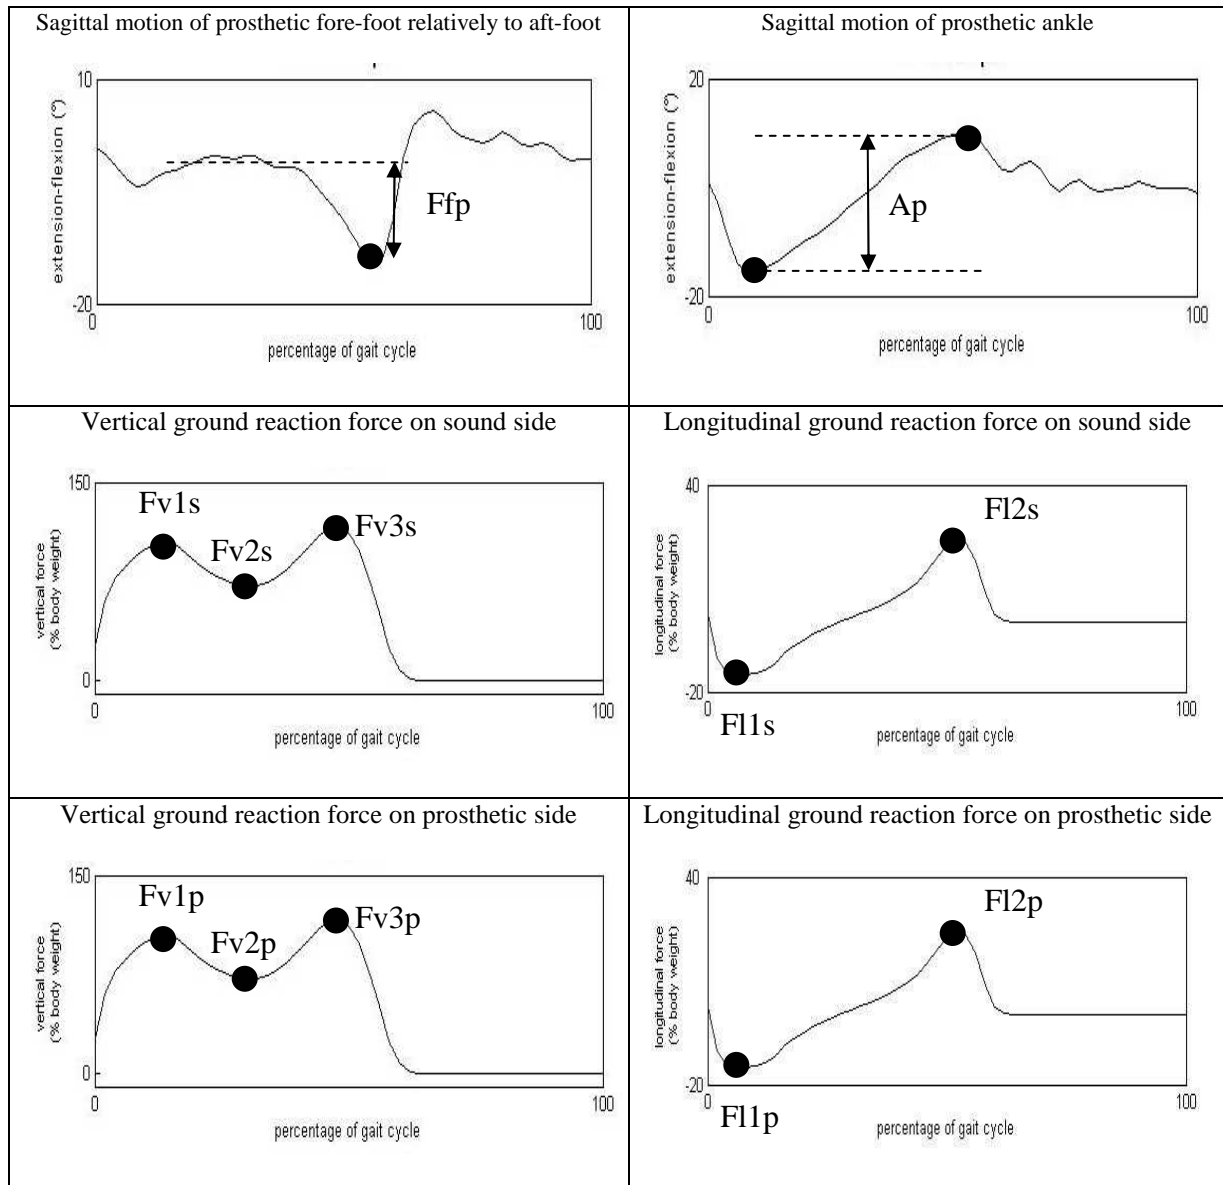 Sagittal motion of prosthetic fore-foot relatively to aft-foot
10
extension-flexion (°)
Ffp
-20
0
100
percentage of gait cycle
Sagittal motion of prosthetic ankle
20
extension-flexion (°)
Ap
-20
0
100
percentage of gait cycle
Vertical ground reaction force on sound side
150
vertical force
(% body weight)
Fv1s
Fv2s
Fv3s
0
0
100
percentage of gait cycle
Longitudinal ground reaction force on sound side
40
longitudinal force
(% body weight)
Fl2s
-20
0
100
Fl1s
percentage of gait cycle
Vertical ground reaction force on prosthetic side
150
vertical force
(% body weight)
Fv1p
Fv2p
Fv3p
0
0
100
percentage of gait cycle
Longitudinal ground reaction force on prosthetic side
40
longitudinal force
(% body weight)
Fl2p
-20
0
100
Fl1p
percentage of gait cycle